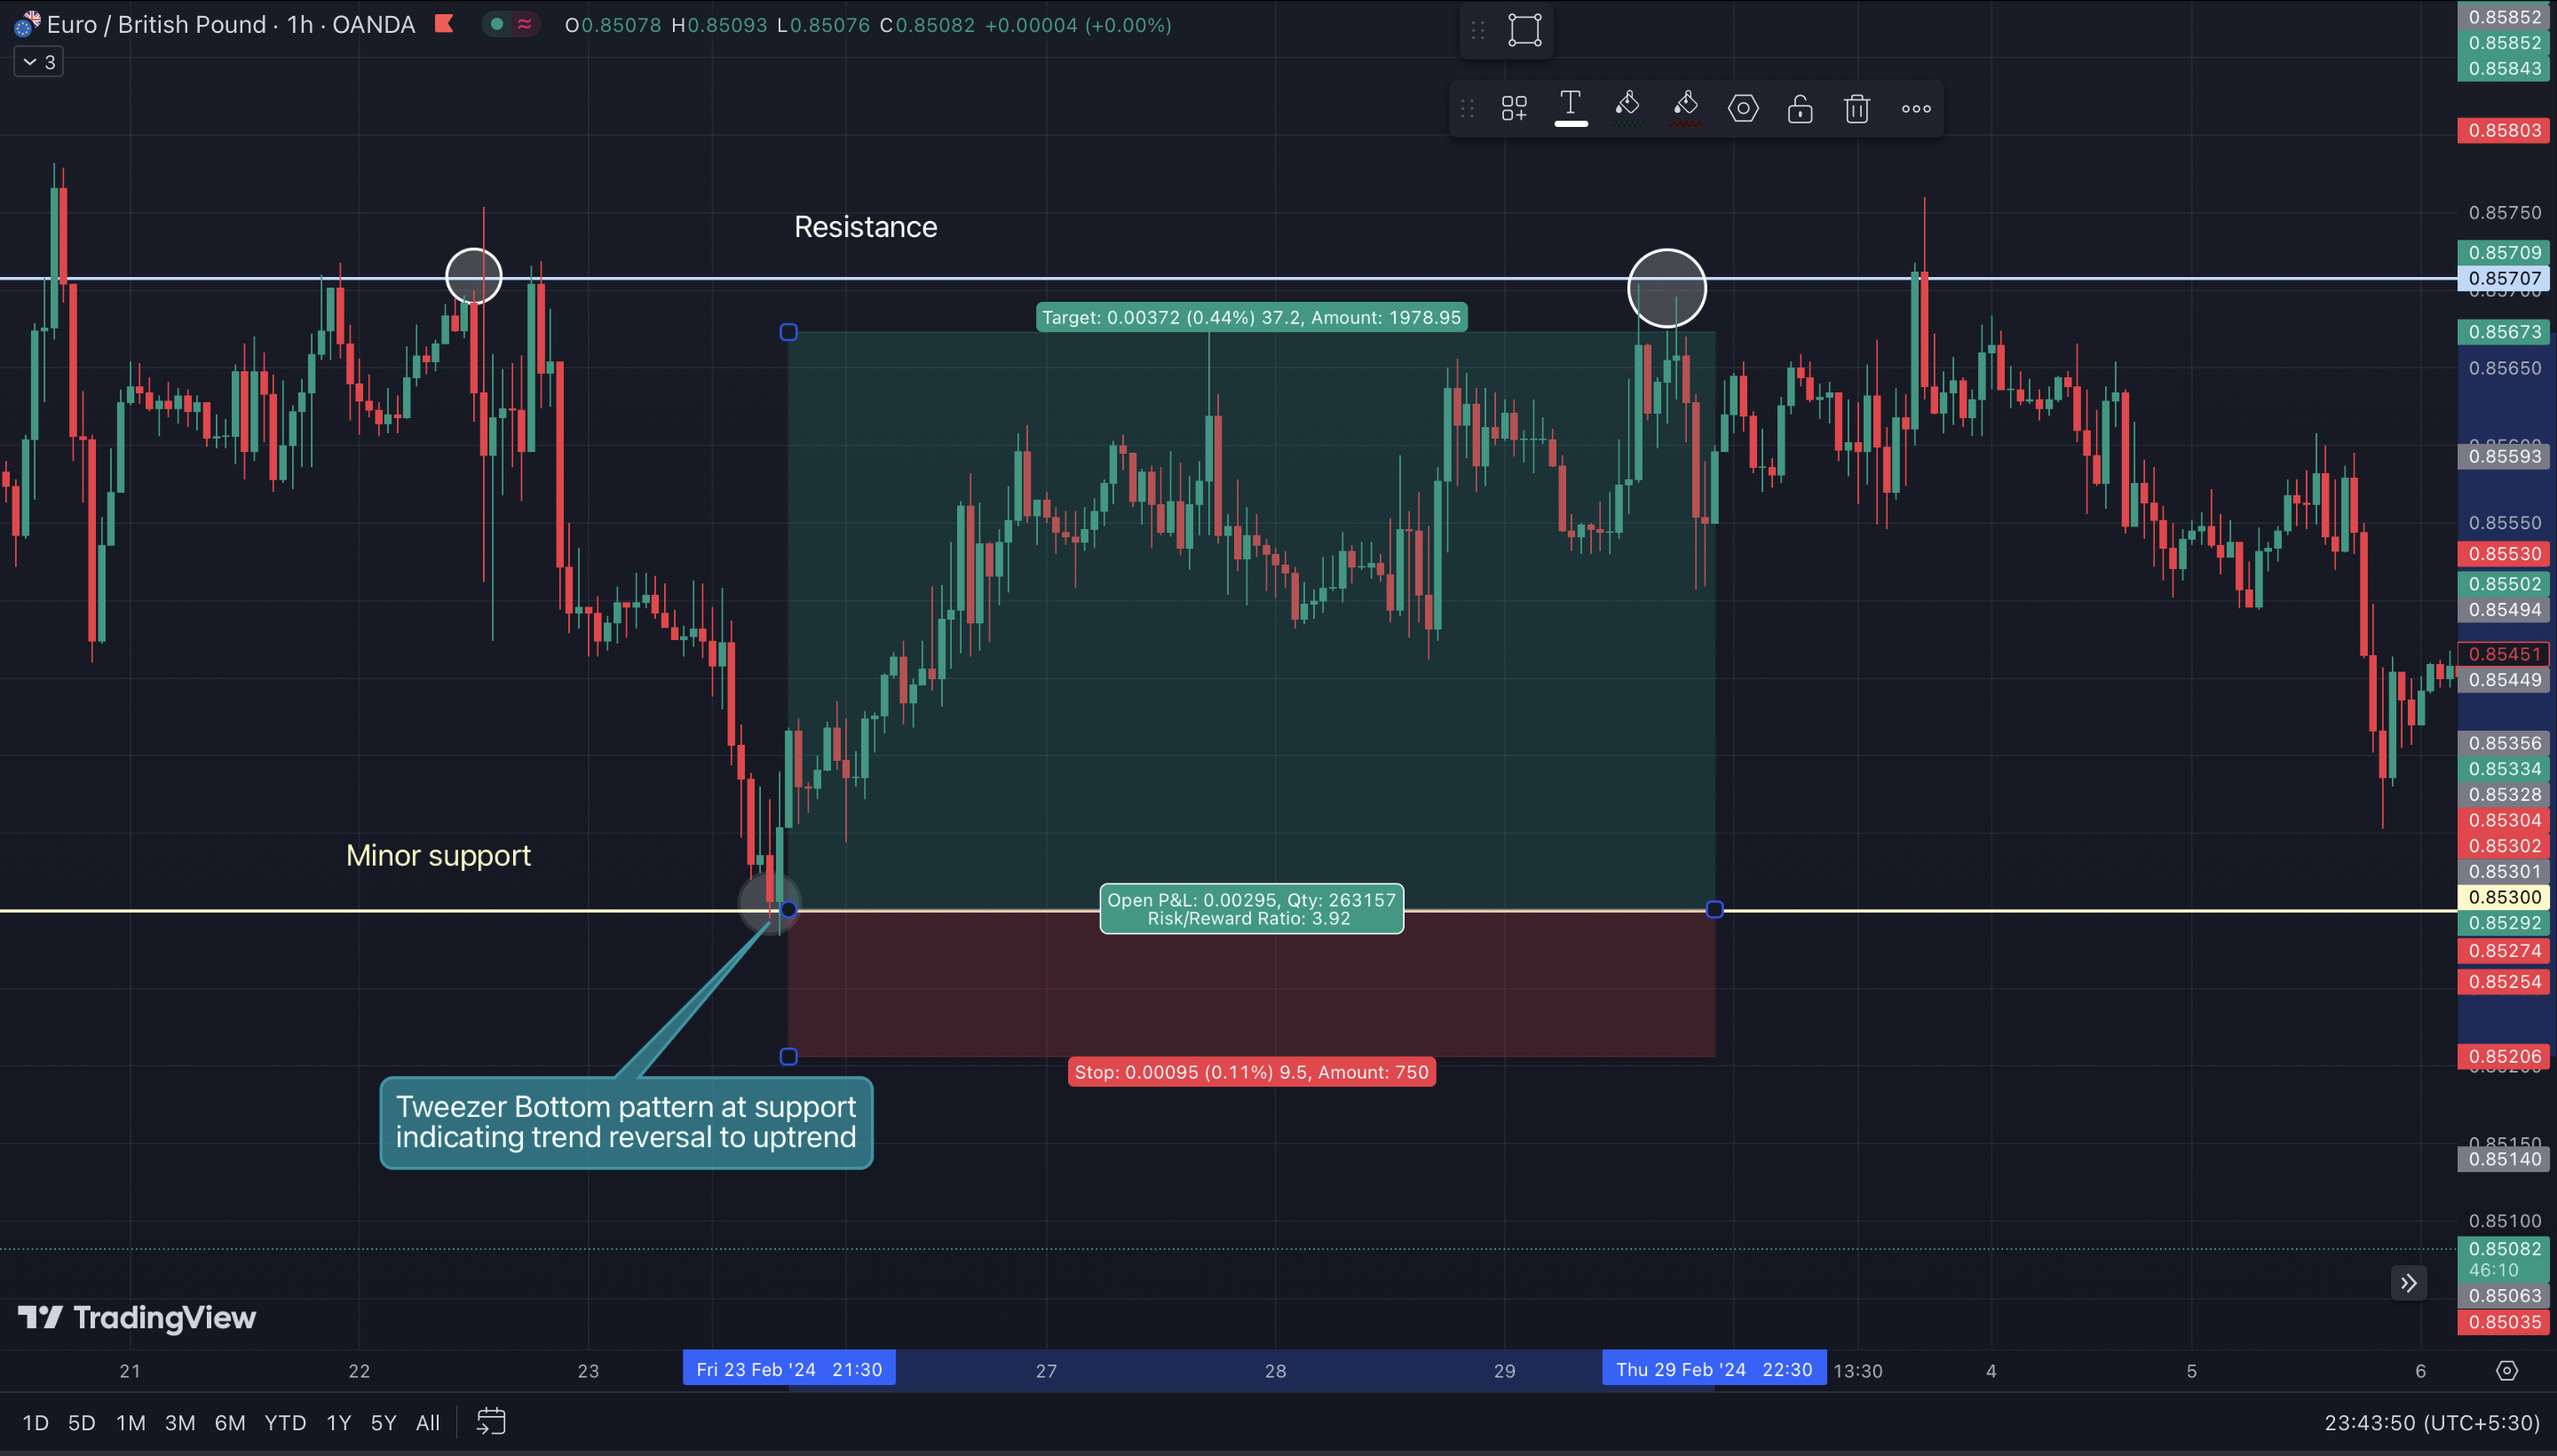 Euro / British Pound · 1h · OANDA
O0.85078 H0.85093 L0.85076 C0.85082 +0.00004 (+0.00%)
3
T
Resistance
Target: 0.00372 (0.44%) 37.2, Amount: 1978.95
Minor support
Open P&L: 0.00295, Qty: 263157
Risk/Reward Ratio: 3.92
Stop: 0.00095 (0.11%) 9.5, Amount: 750
Tweezer Bottom pattern at support
indicating trend reversal to uptrend
0.85852
0.85852
0.85843
0.85803
0.85750
0.85709
0.85707
0.85700
0.85673
0.85650
0.85600
0.85593
0.85550
0.85530
0.85502
0.85494
0.85451
0.85449
0.85356
0.85334
0.85328
0.85304
0.85302
0.85301
0.85300
0.85292
0.85274
0.85254
0.85206
0.85200
0.85150
0.85140
0.85100
0.85082
46:10
0.85063
0.85035
TradingView
21 22 23 Fri 23 Feb '24 21:30 27 28 29 Thu 29 Feb '24 22:30 13:30 4 5 6
1D 5D 1M 3M 6M YTD 1Y 5Y All
23:43:50 (UTC+5:30)